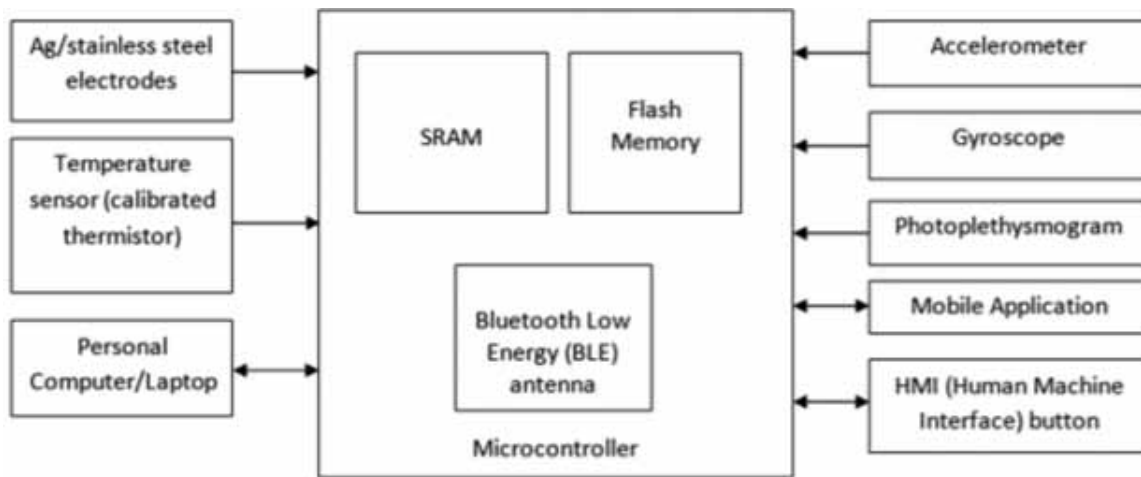 Ag/stainless steel
electrodes
Temperature
sensor (calibrated
thermistor)
Personal
Computer/Laptop
SRAM
Flash
Memory
Bluetooth Low
Energy (BLE)
antenna
Microcontroller
Accelerometer
Gyroscope
Photoplethysmogram
Mobile Application
HMI (Human Machine
Interface) button